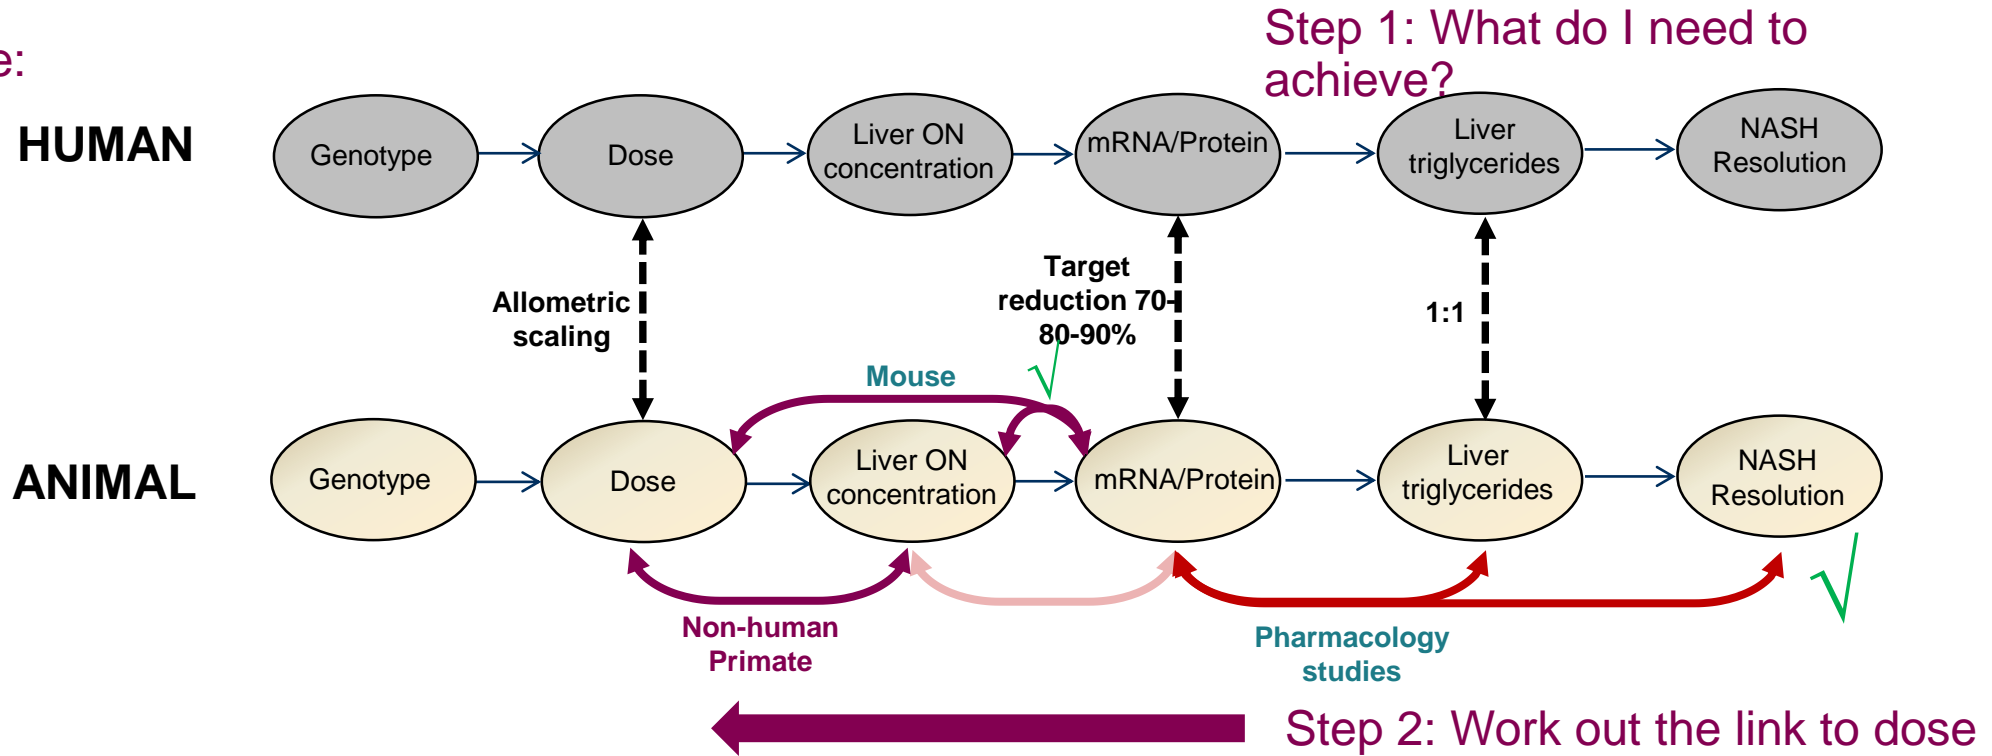 Step 1: What do I need to
achieve?
e:
HUMAN
Genotype
Dose
Liver ON
concentration
mRNA/Protein
Liver
triglycerides
NASH
Resolution
Allometric
scaling
Target
reduction 70-
80-90%
1:1
Mouse
√
ANIMAL
Genotype
Dose
Liver ON
concentration
mRNA/Protein
Liver
triglycerides
NASH
Resolution
√
Non-human
Primate
Pharmacology
studies
Step 2: Work out the link to dose